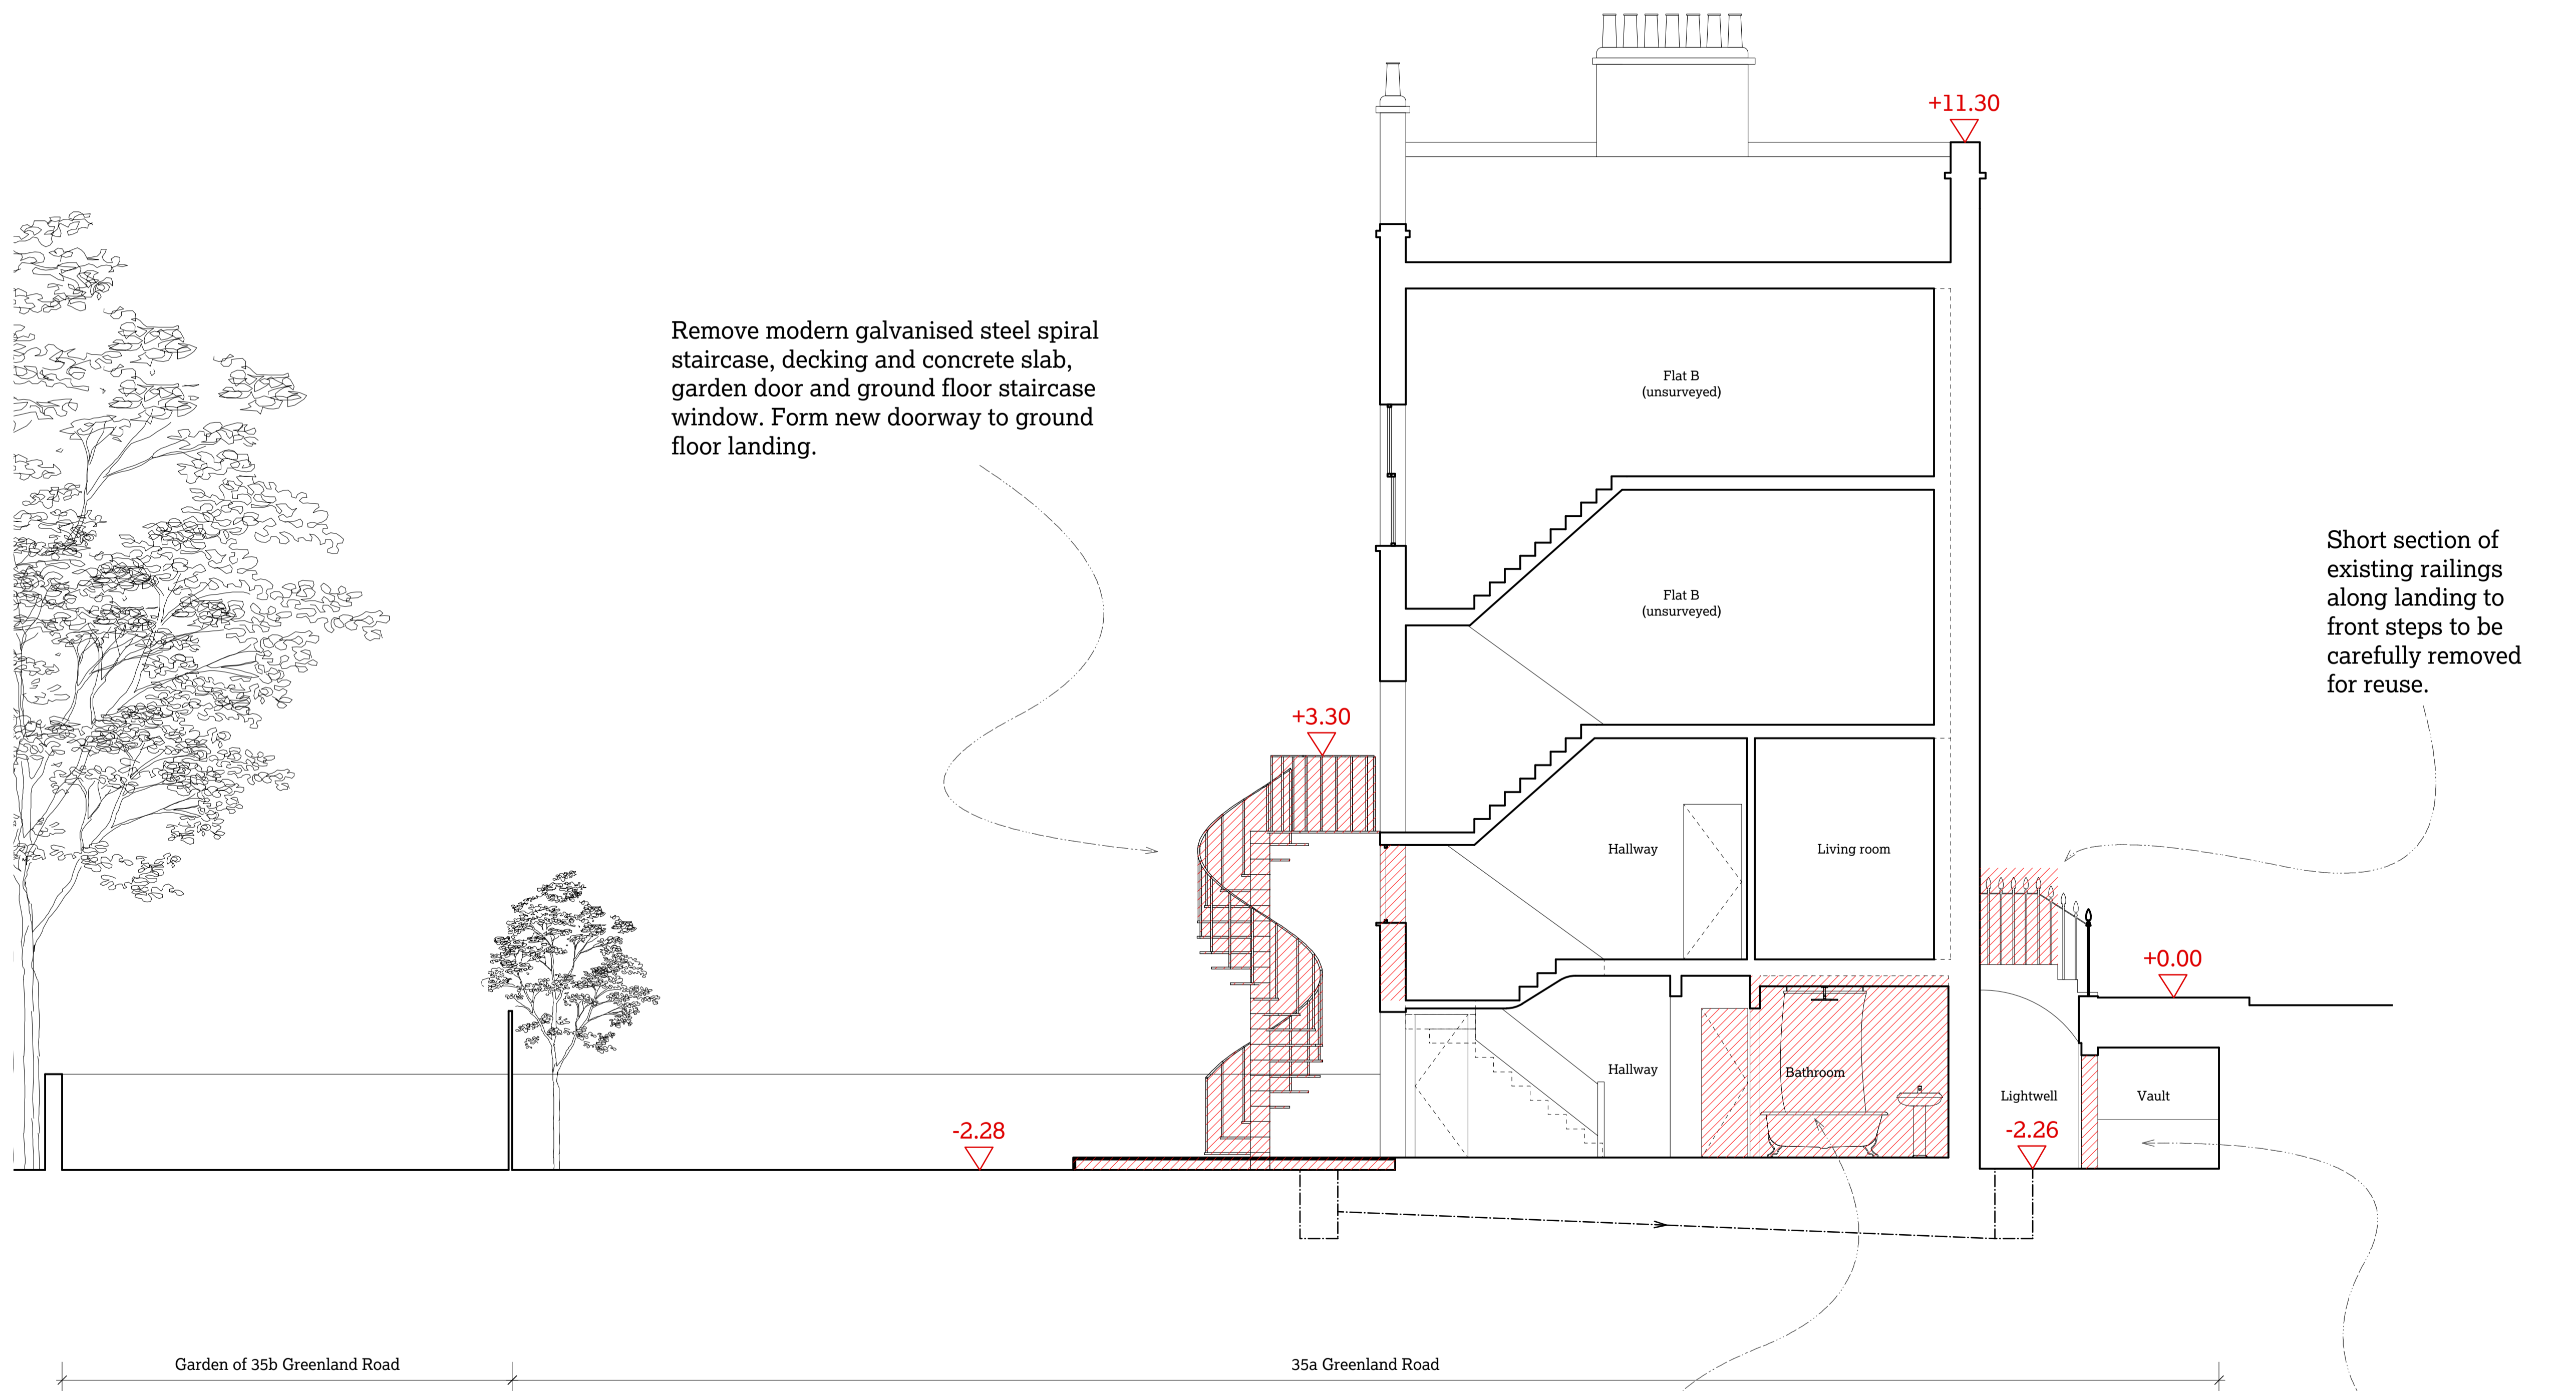 +11.30
Remove modern galvanised steel spiral
staircase, decking and concrete slab,
garden door and ground floor staircase
window. Form new doorway to ground
floor landing.
Flat B
(unsurveyed)
Short section of
existing railings
along landing to
front steps to be
carefully removed
for reuse.
Flat B
(unsurveyed)
+3.30
Hallway
Living room
+0.00
Hallway
Bathroom
Lightwell
Vault
-2.28
-2.26
Garden of 35b Greenland Road
35a Greenland Road